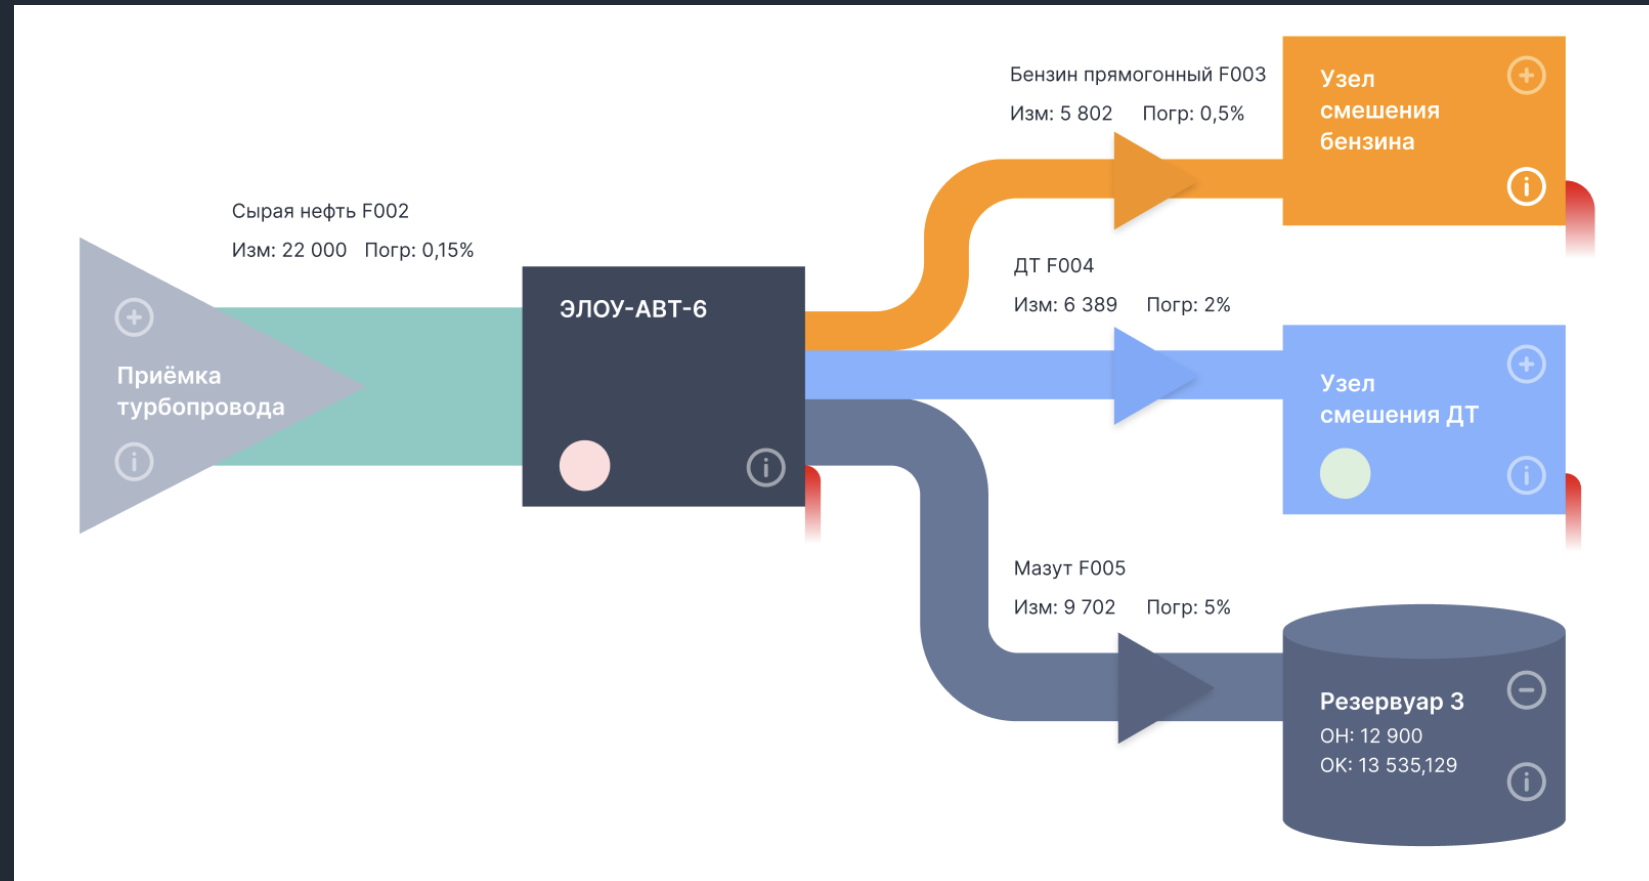 Бензин прямогонный F003
Изм: 5 802 Погр: 0,5%
Узел
смешения
бензина
Сырая нефть F002
Изм: 22 000 Погр: 0,15%
ДТ F004
Изм: 6 389 Погр: 2%
ЭЛОУ-АВТ-6
Приёмка
турбопровода
Узел
смешения ДТ
Мазут F005
Изм: 9 702 Погр: 5%
Резервуар 3
ОН: 12 900
ОК: 13 535,129